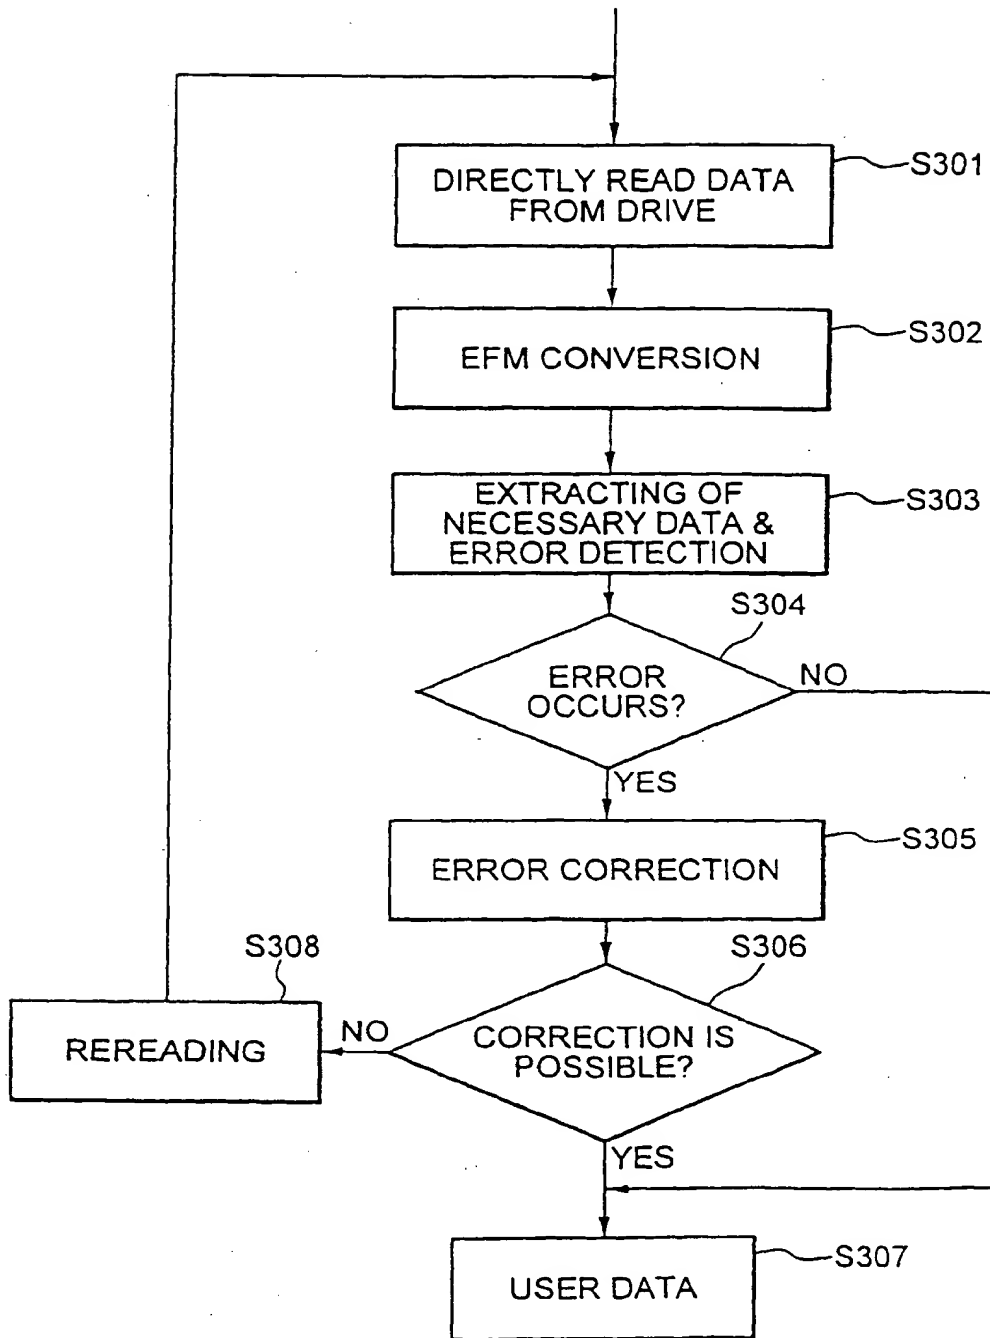 S301
DIRECTLY READ DATA
FROM DRIVE
S302
EFM CONVERSION
S303
EXTRACTING OF
NECESSARY DATA &
ERROR DETECTION
S304
ERROR
OCCURS?
NO
YES
S305
ERROR CORRECTION
S308
REREADING
NO
S306
CORRECTION IS
POSSIBLE?
YES
S307
USER DATA